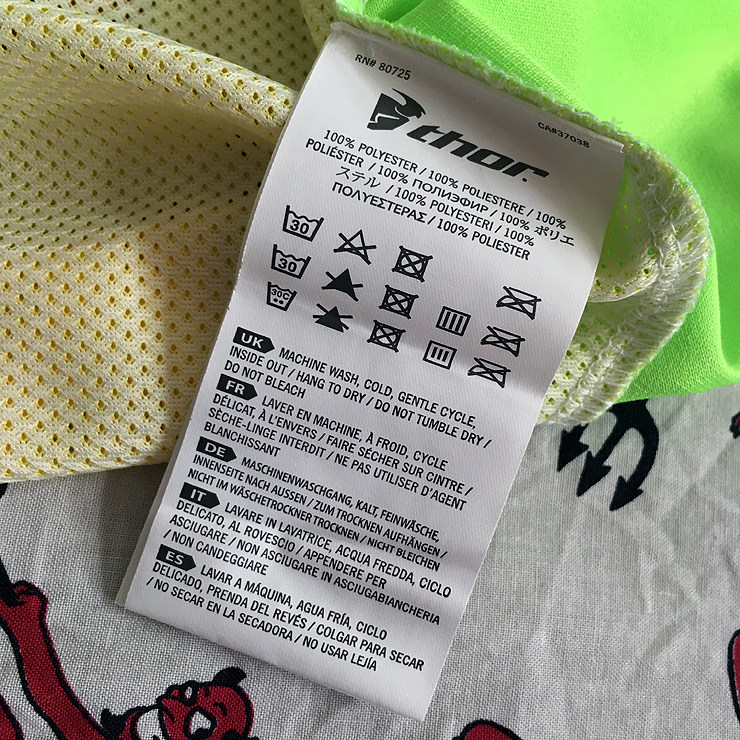 RN# 80725
CA#37038
thor.
100% POLYESTER / 100% POLIESTERE / 100%
POLIÉSTER / 100% ПОЛИЭФИР / 100% ポリエ
ステル / 100% POLYESTERI / 100%
ΠΟΛΥΕΣΤΕΡΑΣ / 100% POLIESTER
30
30
30C
UK MACHINE WASH, COLD, GENTLE CYCLE,
INSIDE OUT / HANG TO DRY / DO NOT TUMBLE DRY /
DO NOT BLEACH
FR LAVER EN MACHINE, À FROID, CYCLE
DÉLICAT, À L'ENVERS / FAIRE SÉCHER SUR CINTRE /
SÈCHE-LINGE INTERDIT / NE PAS UTILISER D'AGENT
BLANCHISSANT
DE MASCHINENWASCHGANG, KALT, FEINWÄSCHE,
INNENSEITE NACH AUSSEN / ZUM TROCKNEN AUFHÄNGEN /
NICHT IM WÄSCHETROCKNER TROCKNEN / NICHT BLEICHEN
IT LAVARE IN LAVATRICE, ACQUA FREDDA, CICLO
DELICATO, AL ROVESCIO / APPENDERE PER
ASCIUGARE / NON ASCIUGARE IN ASCIUGABIANCHERIA
/ NON CANDEGGIARE
ES LAVAR A MÁQUINA, AGUA FRÍA, CICLO
DELICADO, PRENDA DEL REVÉS / COLGAR PARA SECAR
/ NO SECAR EN LA SECADORA / NO USAR LEJÍA